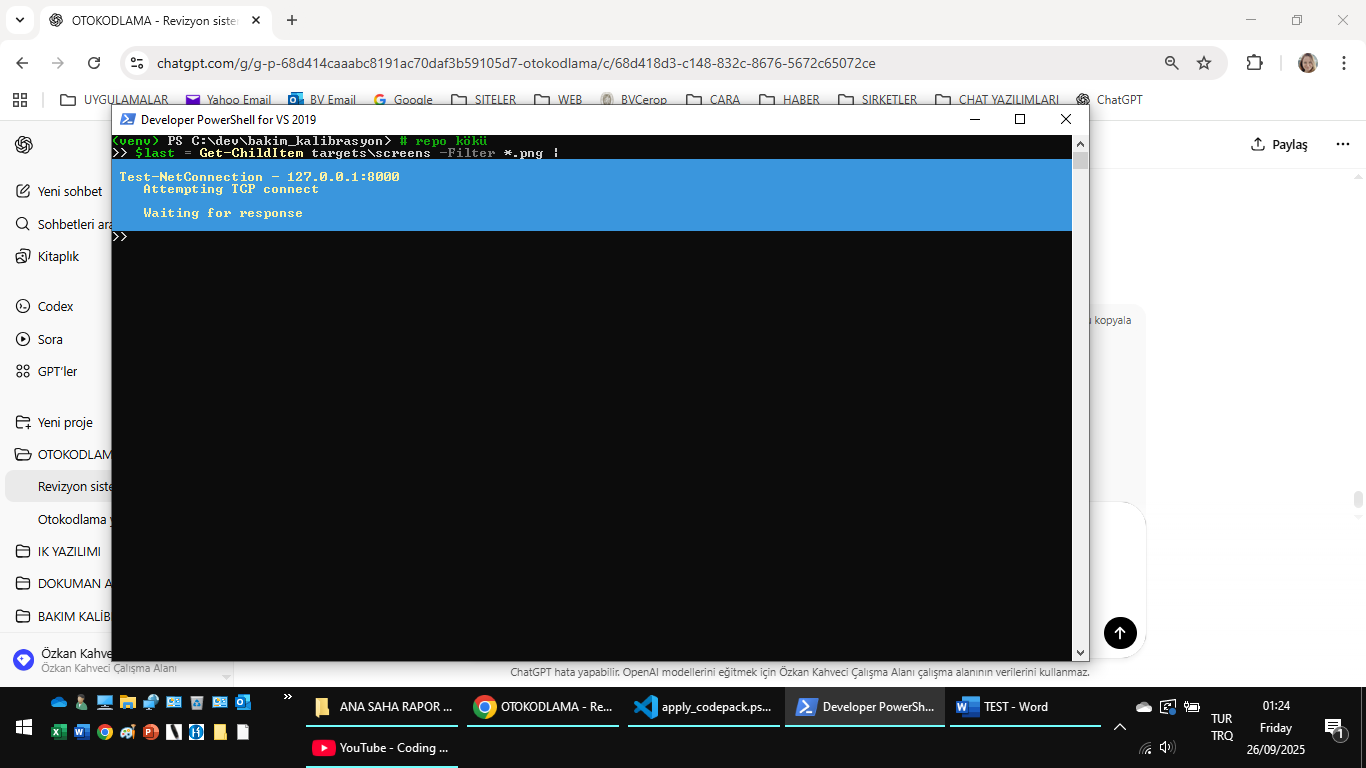 OTOKODLAMA - Revizyon siste
chatgpt.com/g/g-p-68d414caaabc8191ac70daf3b59105d7-otokodlama/c/68d418d3-c148-832c-8676-5672c65072ce
UYGULAMALAR
Yahoo Email
BV Email
Google
SITELER
WEB
BVCerop
CARA
HABER
SIRKETLER
CHAT YAZILIMLARI
ChatGPT
Developer PowerShell for VS 2019
(venv) PS C:\dev\bakim_kalibrasyon> # repo kökü
>> $last = Get-ChildItem targets\screens -Filter *.png |
Test-NetConnection - 127.0.0.1:8000
Attempting TCP connect
Waiting for response
>>
Paylaş
kopyala
Yeni sohbet
Sohbetleri ara
Kitaplık
Codex
Sora
GPT'ler
Yeni proje
OTOKODLAM
Revizyon siste
Otokodlama y
IK YAZILIMI
DOKUMAN A
BAKIM KALİB
Özkan Kahve
Özkan Kahveci Çalışma Alanı
ChatGPT hata yapabilir. OpenAI modellerini eğitmek için Özkan Kahveci Çalışma Alanı çalışma alanının verilerini kullanmaz.
ANA SAHA RAPOR ...
OTOKODLAMA - Re...
apply_codepack.ps...
Developer PowerSh...
TEST - Word
YouTube - Coding ...
TUR
TRQ
01:24
Friday
26/09/2025
1